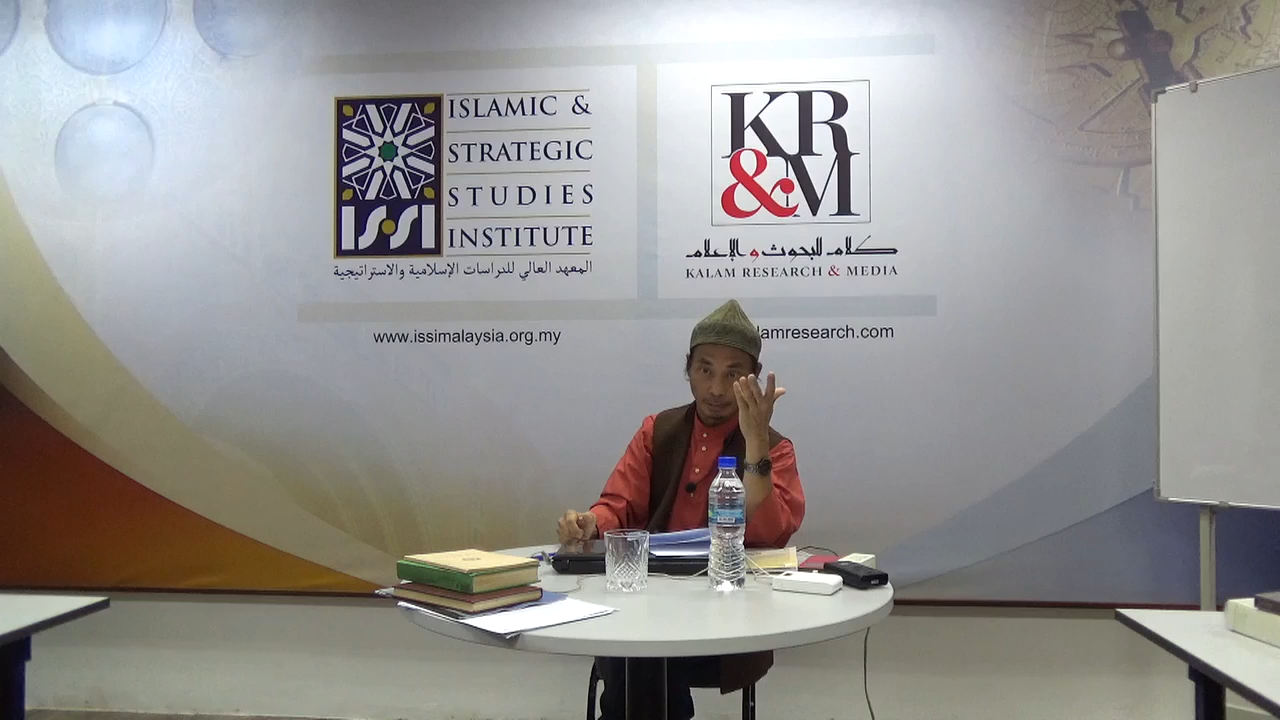 ISLAMIC &
STRATEGIC
STUDIES
INSTITUTE
ISSI
المعهد العالي للدراسات الإسلامية والاستراتيجية
www.issimalaysia.org.my
KR
&M
كلام للبحوث والإعلام
KALAM RESEARCH & MEDIA
lamresearch.com